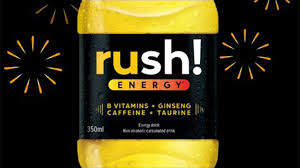 rush!
ENERGY
B VITAMINS + GINSENG
CAFFEINE + TAURINE
Energy drink
350ml
Non alcoholic carbonated drink